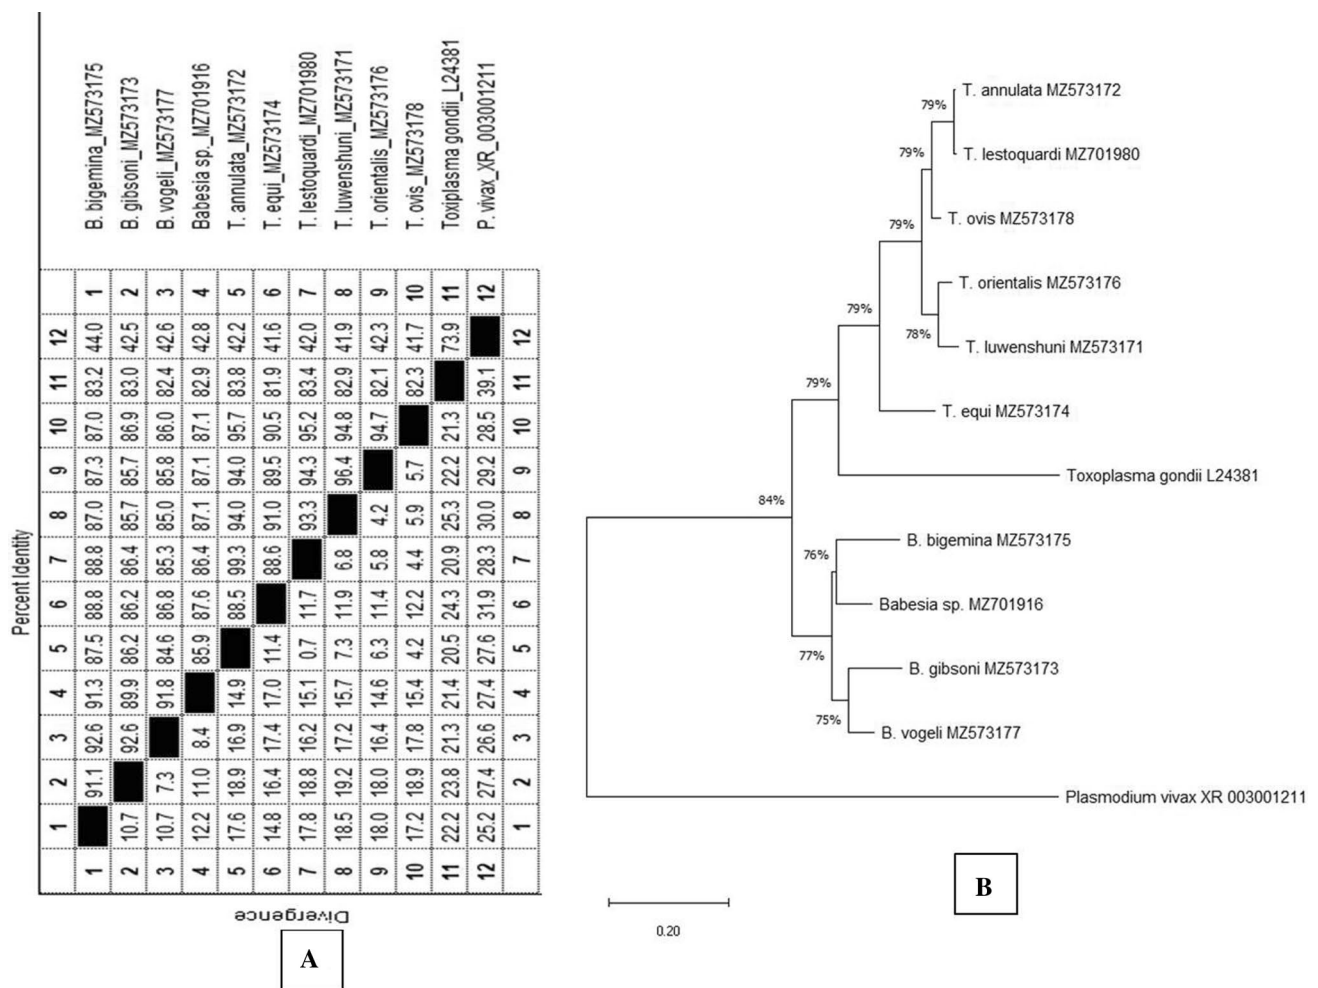 Percent Identity
1 2 3 4 5 6 7 8 9 10 11 12
1 91.1 92.6 91.3 87.5 88.8 88.8 87.0 87.3 87.0 83.2 44.0 1 B. bigemina_MZ573175
2 10.7 92.6 89.9 86.2 86.2 86.4 85.7 85.7 86.9 83.0 42.5 2 B. gibsoni_MZ573173
3 10.7 7.3 91.8 84.6 86.8 85.3 85.0 85.8 86.0 82.4 42.6 3 B. vogeli_MZ573177
4 12.2 11.0 8.4 85.9 87.6 86.4 87.1 87.1 87.1 82.9 42.8 4 Babesia sp._MZ701916
5 17.6 18.9 16.9 14.9 88.5 99.3 94.0 94.0 95.7 83.8 42.2 5 T. annulata_MZ573172
6 14.8 16.4 17.4 17.0 11.4 88.6 91.0 89.5 90.5 81.9 41.6 6 T. equi_MZ573174
7 17.8 18.8 16.2 15.1 0.7 11.7 93.3 94.3 95.2 83.4 42.0 7 T. lestoquardi_MZ701980
8 18.5 19.2 17.2 15.7 7.3 11.9 6.8 96.4 94.8 82.9 41.9 8 T. luwenshuni_MZ573171
9 18.0 18.0 16.4 14.6 6.3 11.4 5.8 4.2 94.7 82.1 42.3 9 T. orientalis_MZ573176
10 17.2 18.9 17.8 15.4 4.2 12.2 4.4 5.9 5.7 82.3 41.7 10 T. ovis_MZ573178
11 22.2 23.8 21.3 21.4 20.5 24.3 20.9 25.3 22.2 21.3 73.9 11 Toxiplasma gondii_L24381
12 25.2 27.4 26.6 27.4 27.6 31.9 28.3 30.0 29.2 28.5 39.1 12 P. vivax_XR_003001211
1 2 3 4 5 6 7 8 9 10 11 12
Divergence
A
T. annulata MZ573172
79%
T. lestoquardi MZ701980
79%
T. ovis MZ573178
79%
T. orientalis MZ573176
79%
78%
T. luwenshuni MZ573171
79%
T. equi MZ573174
Toxoplasma gondii L24381
84%
B. bigemina MZ573175
76%
Babesia sp. MZ701916
77%
B. gibsoni MZ573173
75%
B. vogeli MZ573177
Plasmodium vivax XR 003001211
B
0.20